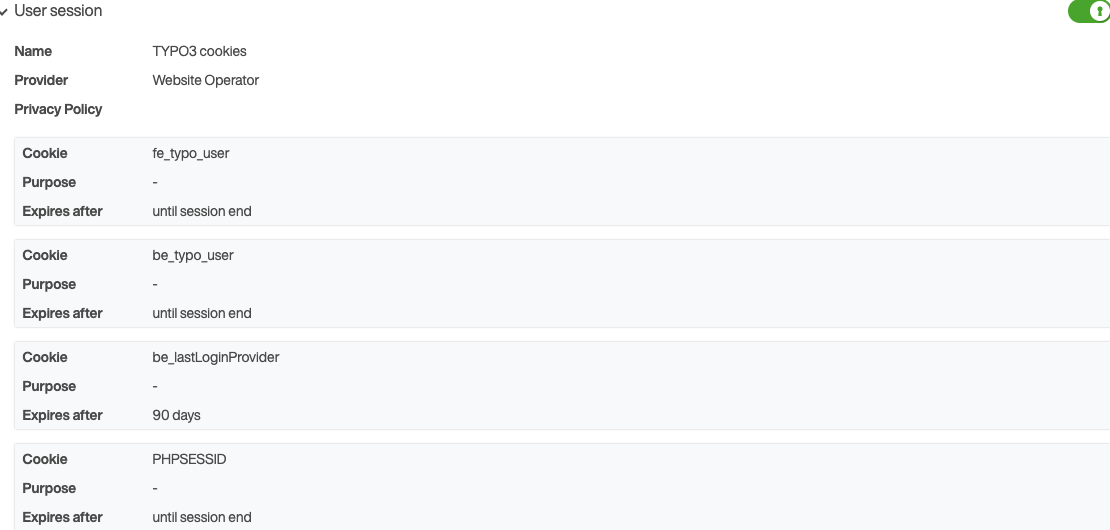 User session
Name TYPO3 cookies
Provider Website Operator
Privacy Policy
Cookie fe_typo_user
Purpose -
Expires after until session end
Cookie be_typo_user
Purpose -
Expires after until session end
Cookie be_lastLoginProvider
Purpose -
Expires after 90 days
Cookie PHPSESSID
Purpose -
Expires after until session end